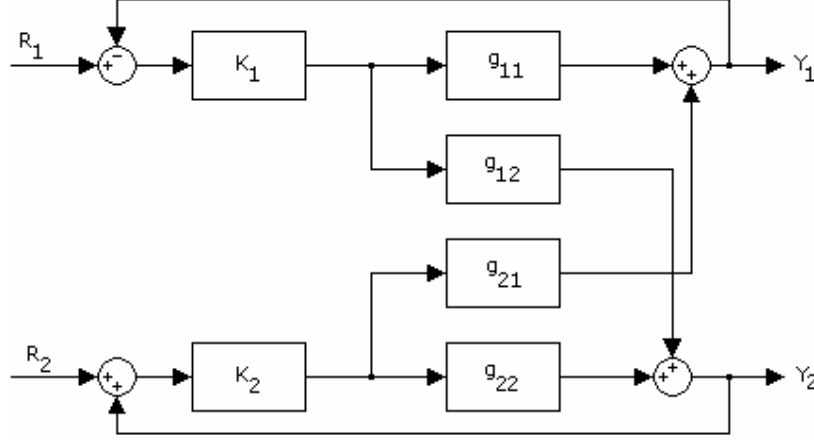 R1 − + K1 g11 + + Y1
g12
g21
R2 + + K2 g22 + + Y2